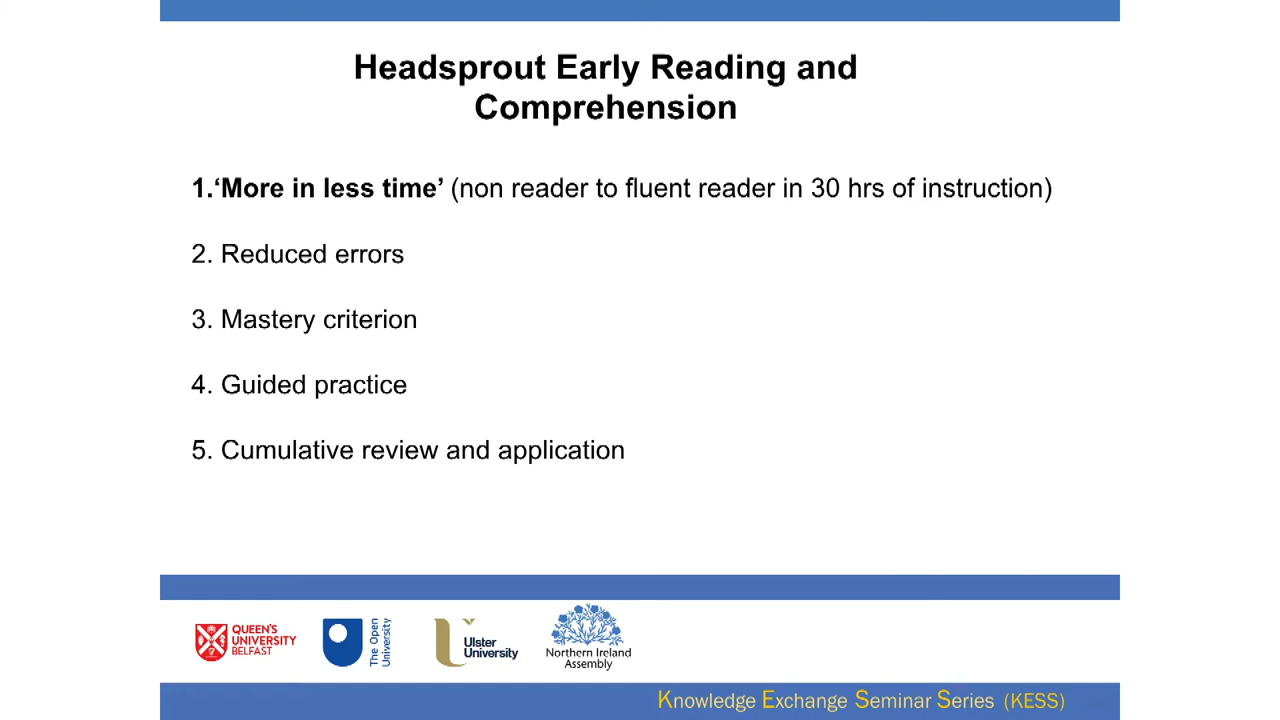 Headsprout Early Reading and
Comprehension
1.‘More in less time’ (non reader to fluent reader in 30 hrs of instruction)
2. Reduced errors
3. Mastery criterion
4. Guided practice
5. Cumulative review and application
QUEEN'S
UNIVERSITY
BELFAST
The Open
University
Ulster
University
Northern Ireland
Assembly
Knowledge Exchange Seminar Series (KESS)